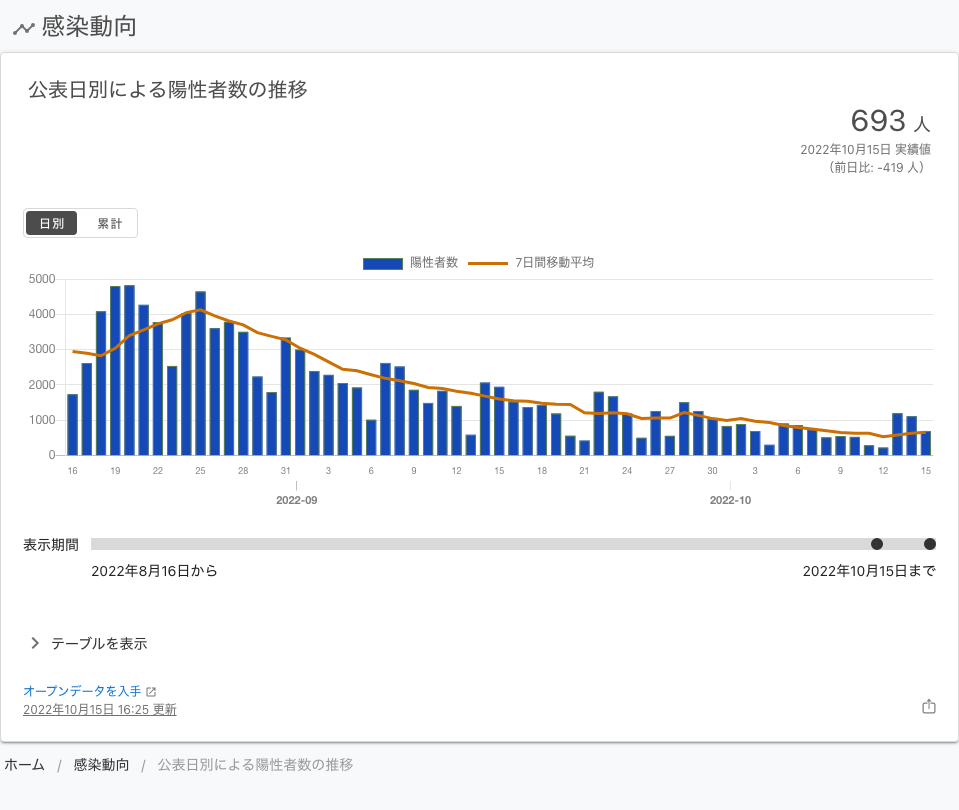 感染動向
公表日別による陽性者数の推移
693 人
2022年10月15日 実績値
（前日比: -419 人）
日別 累計
陽性者数 7日間移動平均
5000
4000
3000
2000
1000
0
16 19 22 25 28 31 3 6 9 12 15 18 21 24 27 30 3 6 9 12 15
2022-09 2022-10
表示期間
2022年8月16日から 2022年10月15日まで
テーブルを表示
オープンデータを入手
2022年10月15日 16:25 更新
ホーム / 感染動向 / 公表日別による陽性者数の推移